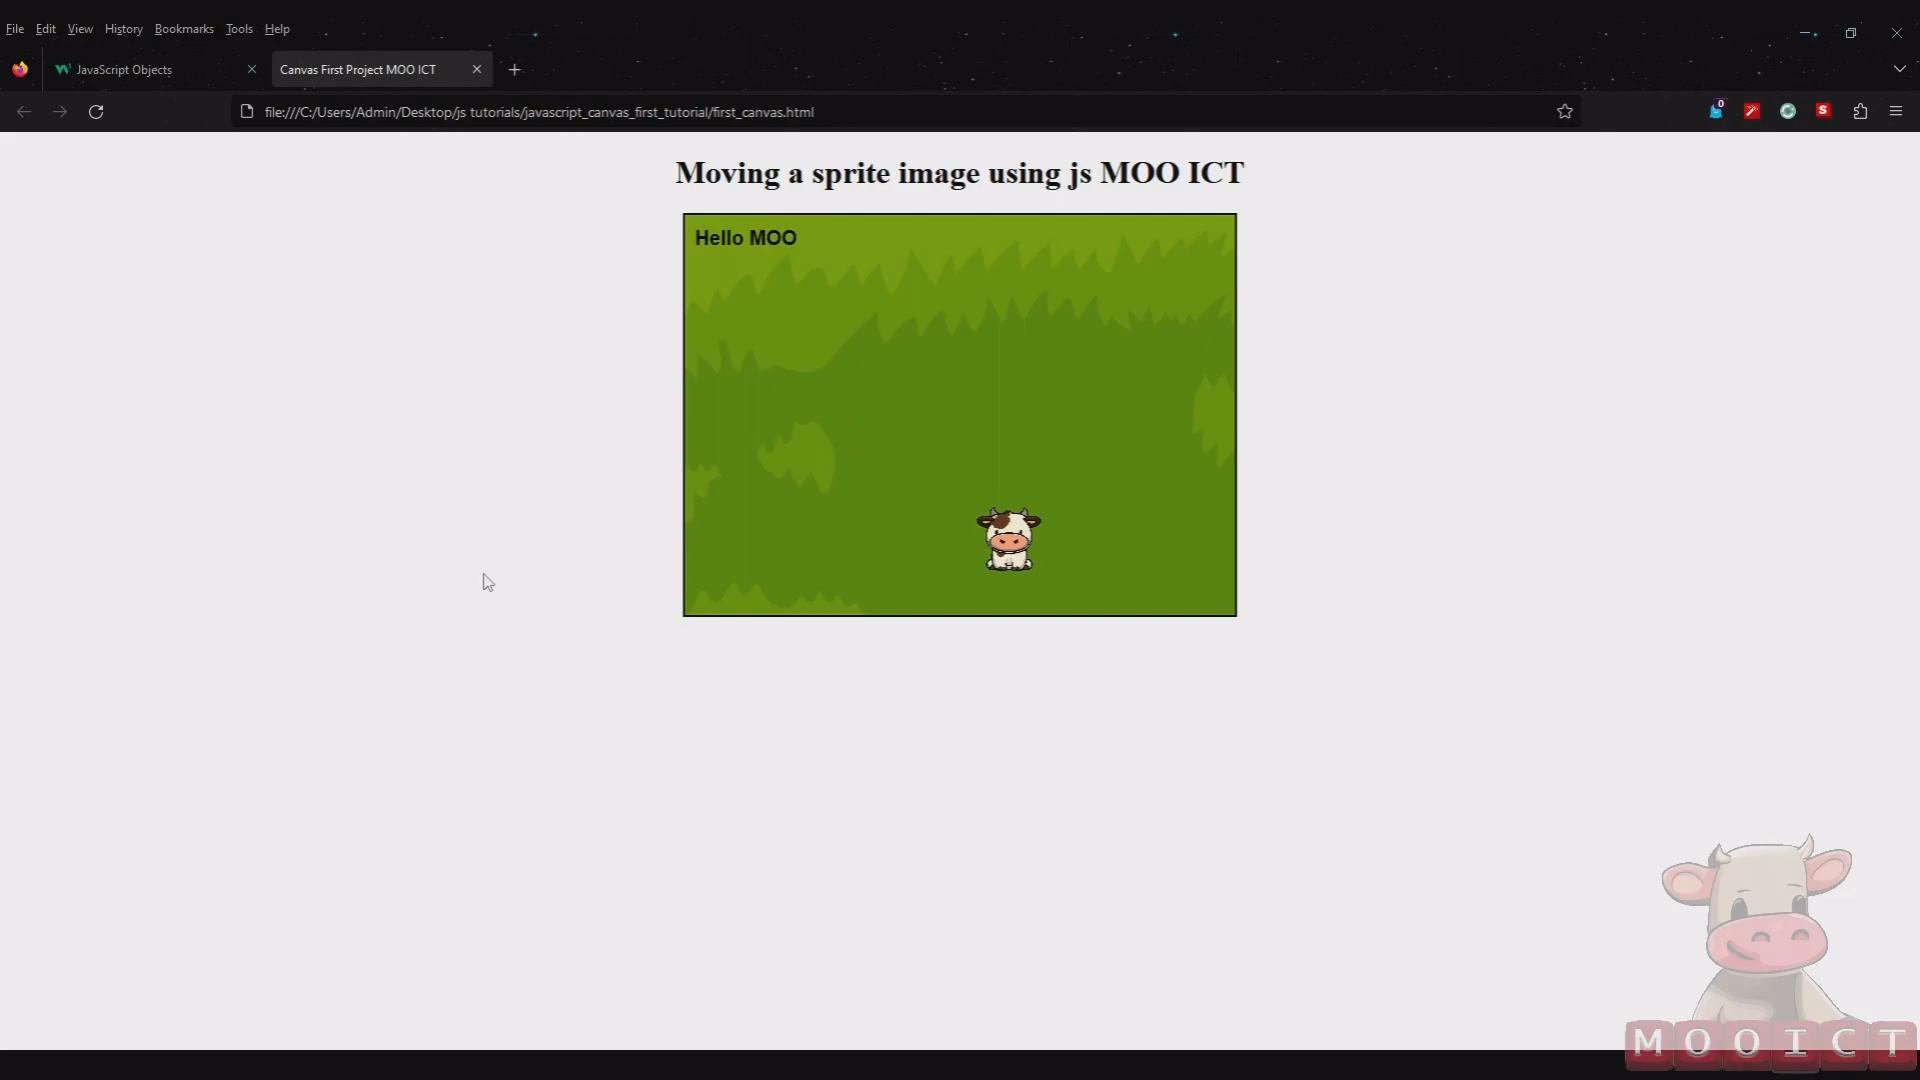 File Edit View History Bookmarks Tools Help
JavaScript Objects
Canvas First Project MOO ICT
file:///C:/Users/Admin/Desktop/js tutorials/javascript_canvas_first_tutorial/first_canvas.html
0
S
Moving a sprite image using js MOO ICT
Hello MOO
MOOICT